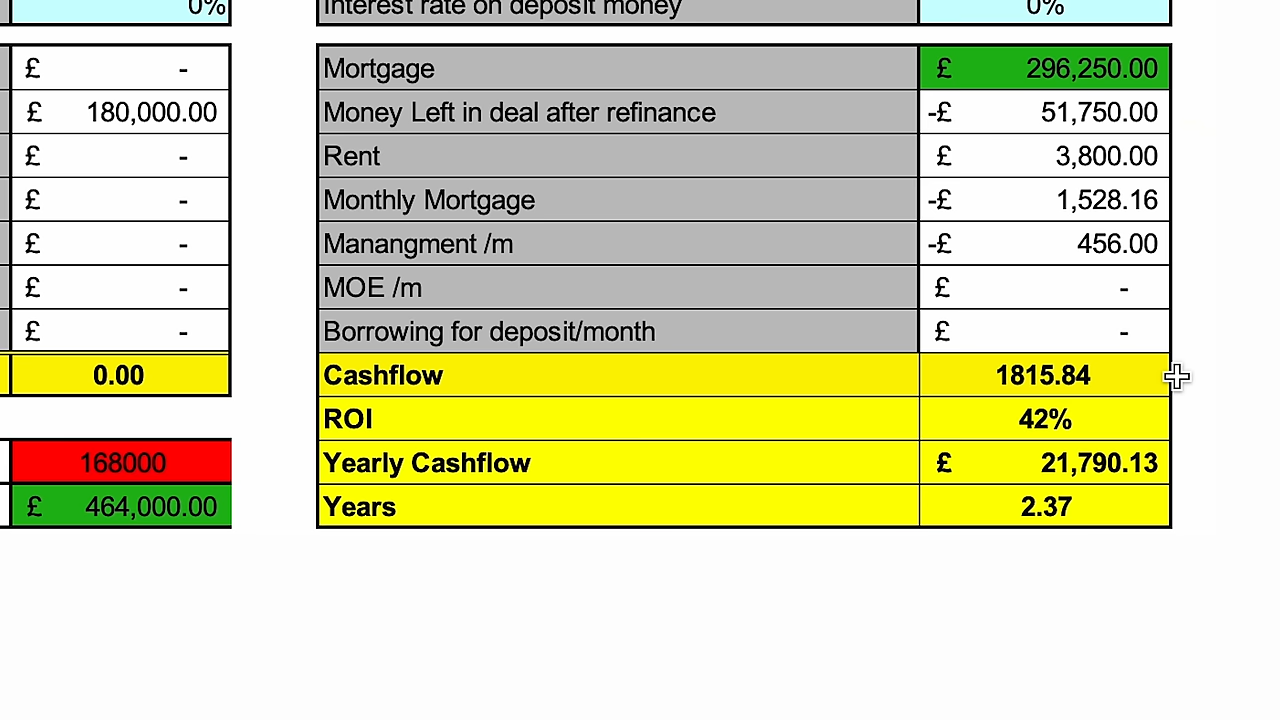 0% Interest rate on deposit money 0%
£ - Mortgage £ 296,250.00
£ 180,000.00 Money Left in deal after refinance -£ 51,750.00
£ - Rent £ 3,800.00
£ - Monthly Mortgage -£ 1,528.16
£ - Manangment /m -£ 456.00
£ - MOE /m £ -
£ - Borrowing for deposit/month £ -
0.00 Cashflow 1815.84
ROI 42%
168000 Yearly Cashflow £ 21,790.13
£ 464,000.00 Years 2.37